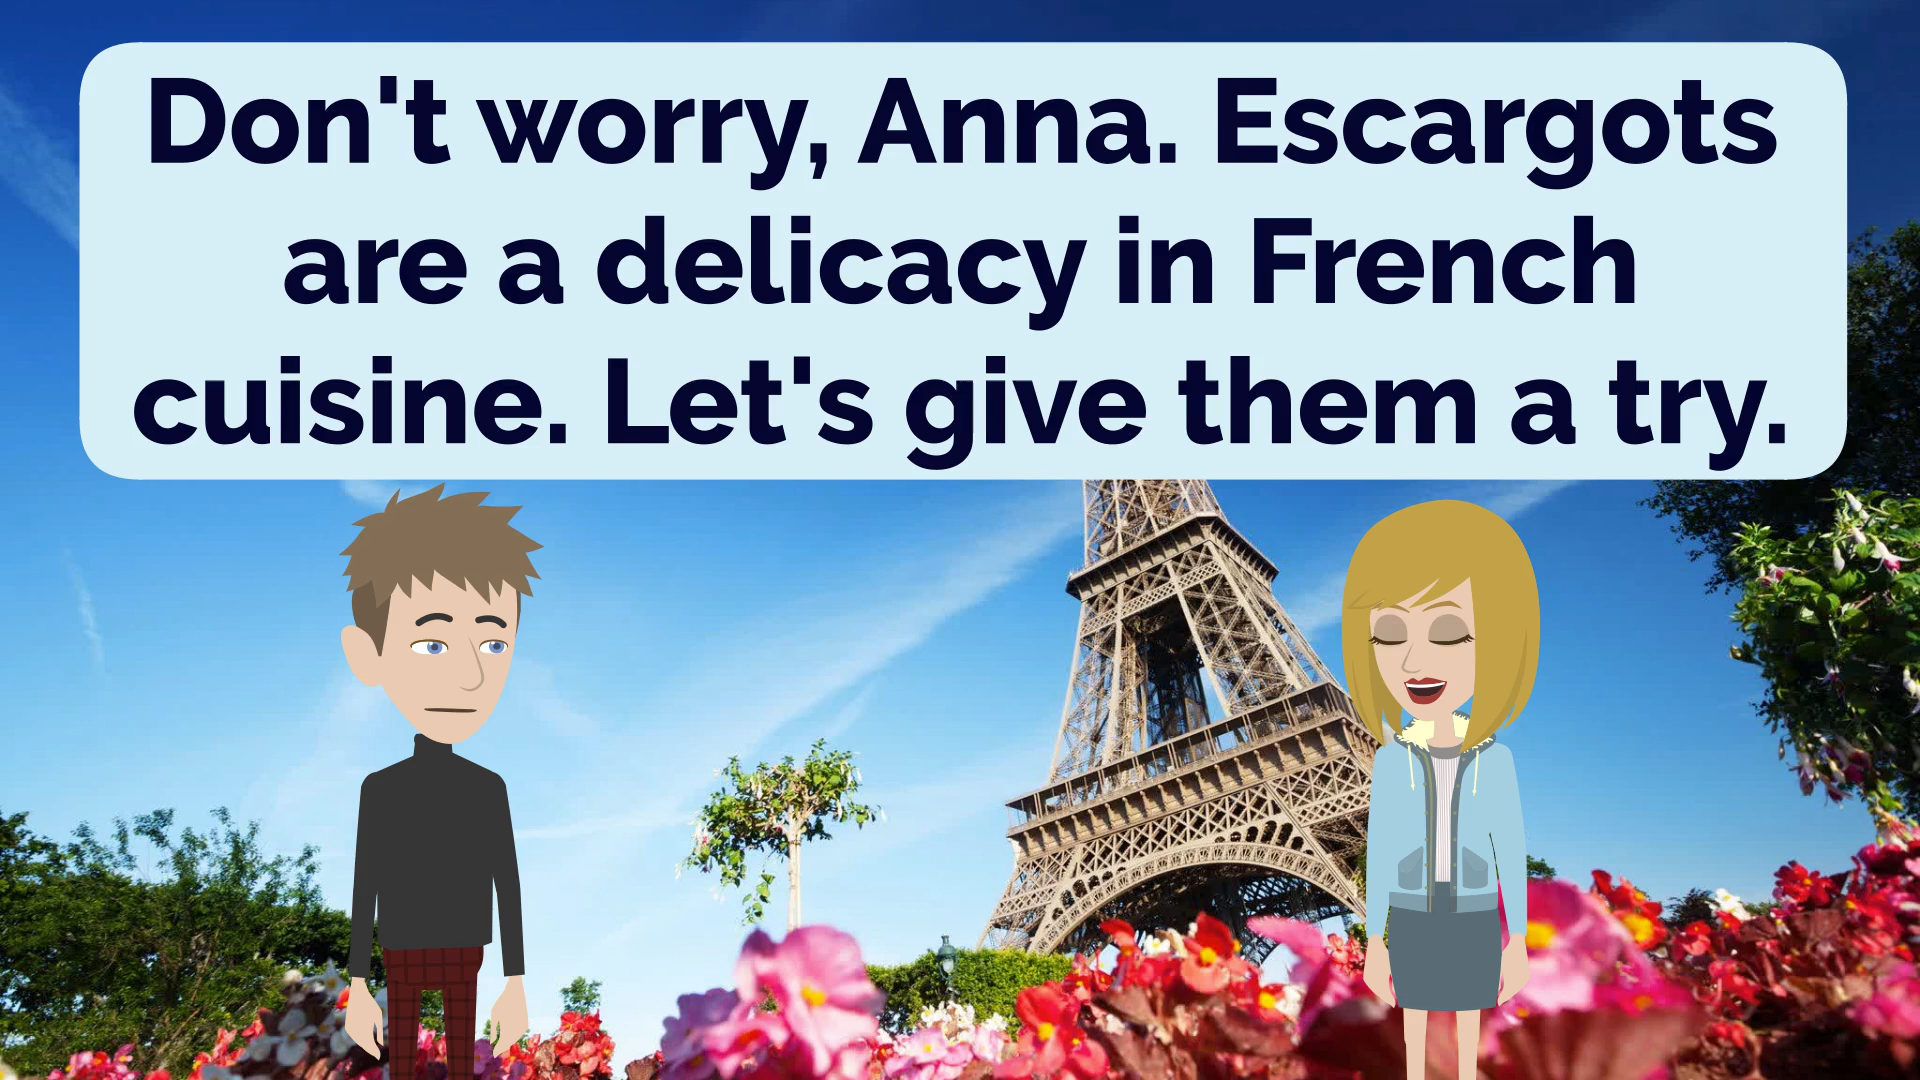 Don't worry, Anna. Escargots
are a delicacy in French
cuisine. Let's give them a try.